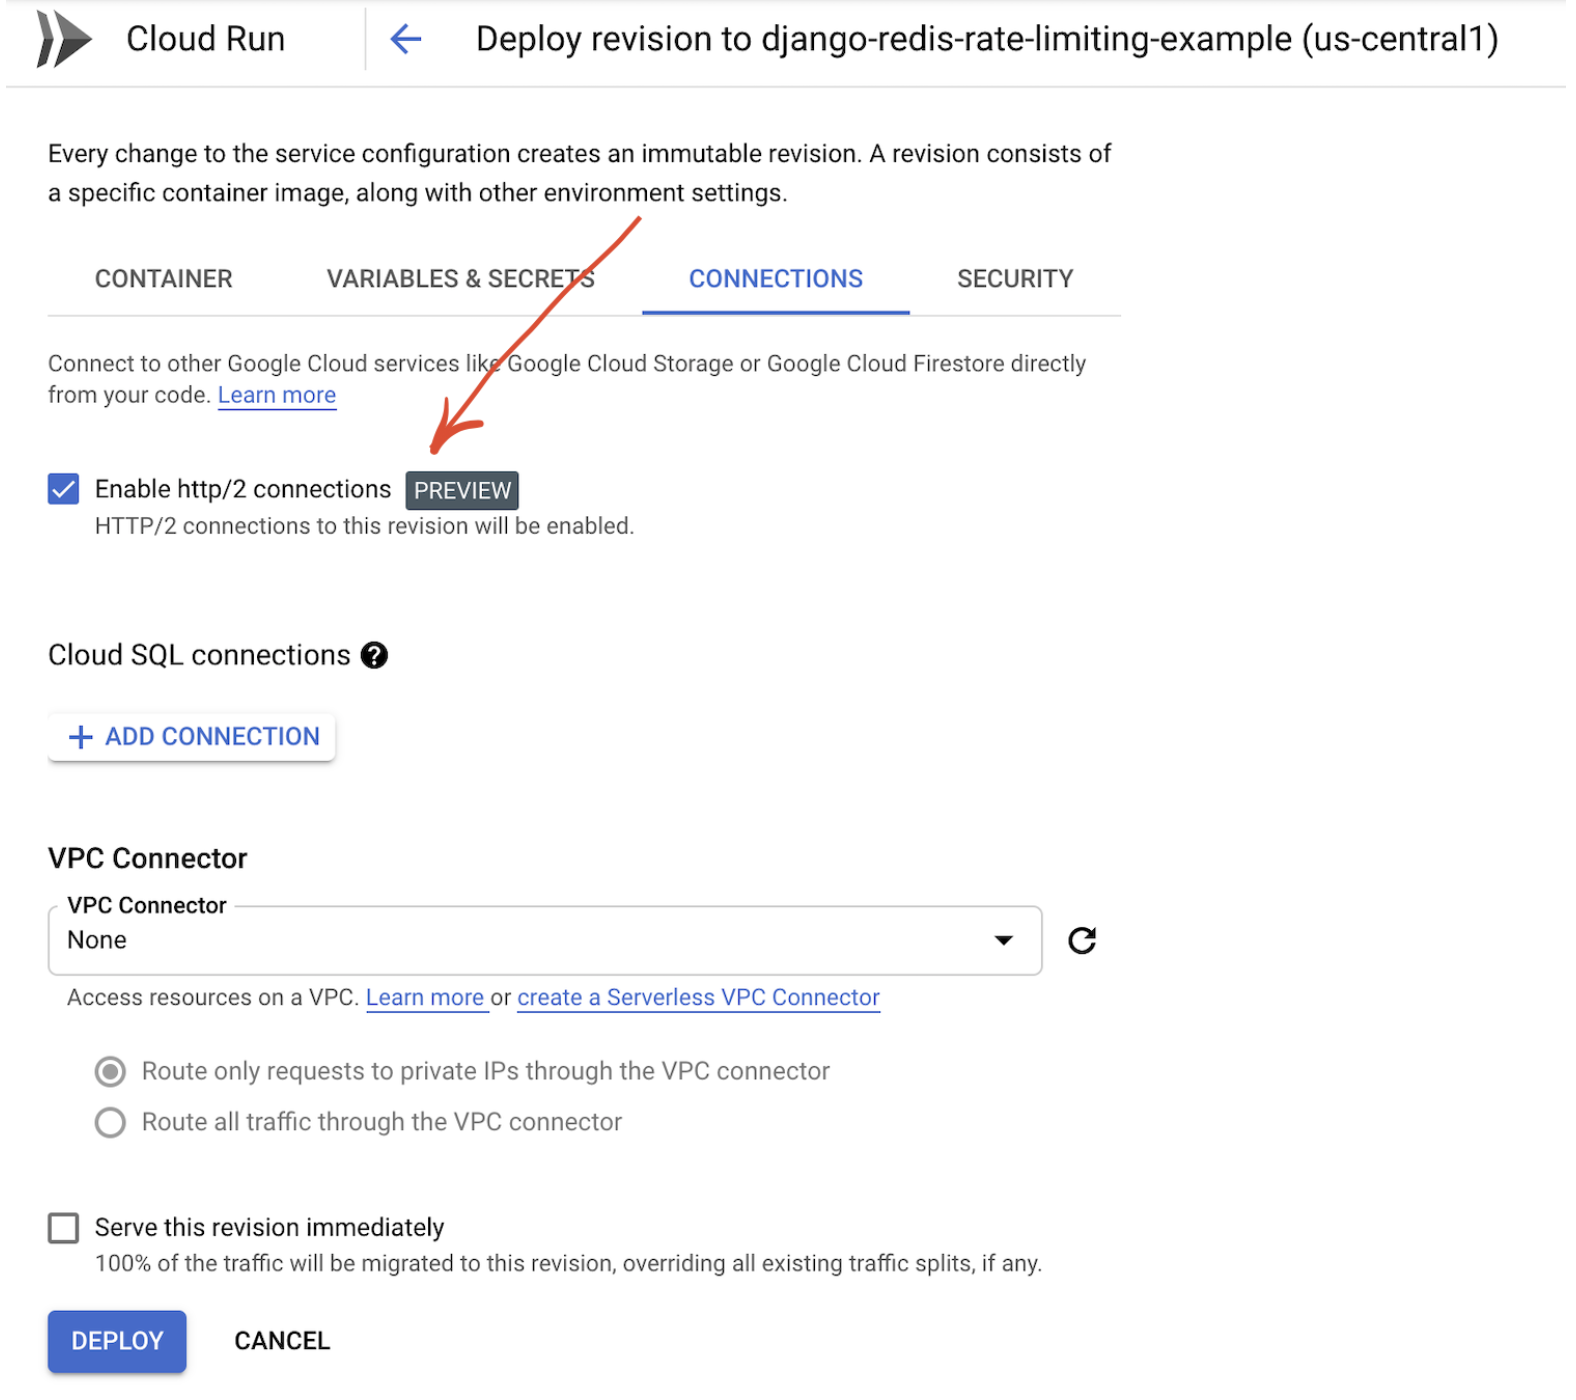 Cloud Run
Deploy revision to django-redis-rate-limiting-example (us-central1)
Every change to the service configuration creates an immutable revision. A revision consists of
a specific container image, along with other environment settings.
CONTAINER
VARIABLES & SECRETS
CONNECTIONS
SECURITY
Connect to other Google Cloud services like Google Cloud Storage or Google Cloud Firestore directly
from your code. Learn more
Enable http/2 connections PREVIEW
HTTP/2 connections to this revision will be enabled.
Cloud SQL connections ?
+ ADD CONNECTION
VPC Connector
VPC Connector
None
Access resources on a VPC. Learn more or create a Serverless VPC Connector
Route only requests to private IPs through the VPC connector
Route all traffic through the VPC connector
Serve this revision immediately
100% of the traffic will be migrated to this revision, overriding all existing traffic splits, if any.
DEPLOY
CANCEL